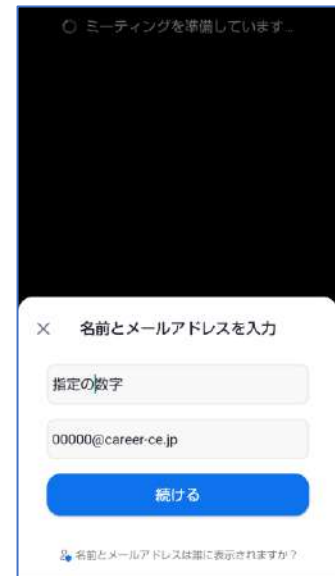 ミーティングを準備しています...
名前とメールアドレスを入力
指定の数字
00000@career-ce.jp
続ける
名前とメールアドレスは誰に表示されますか？